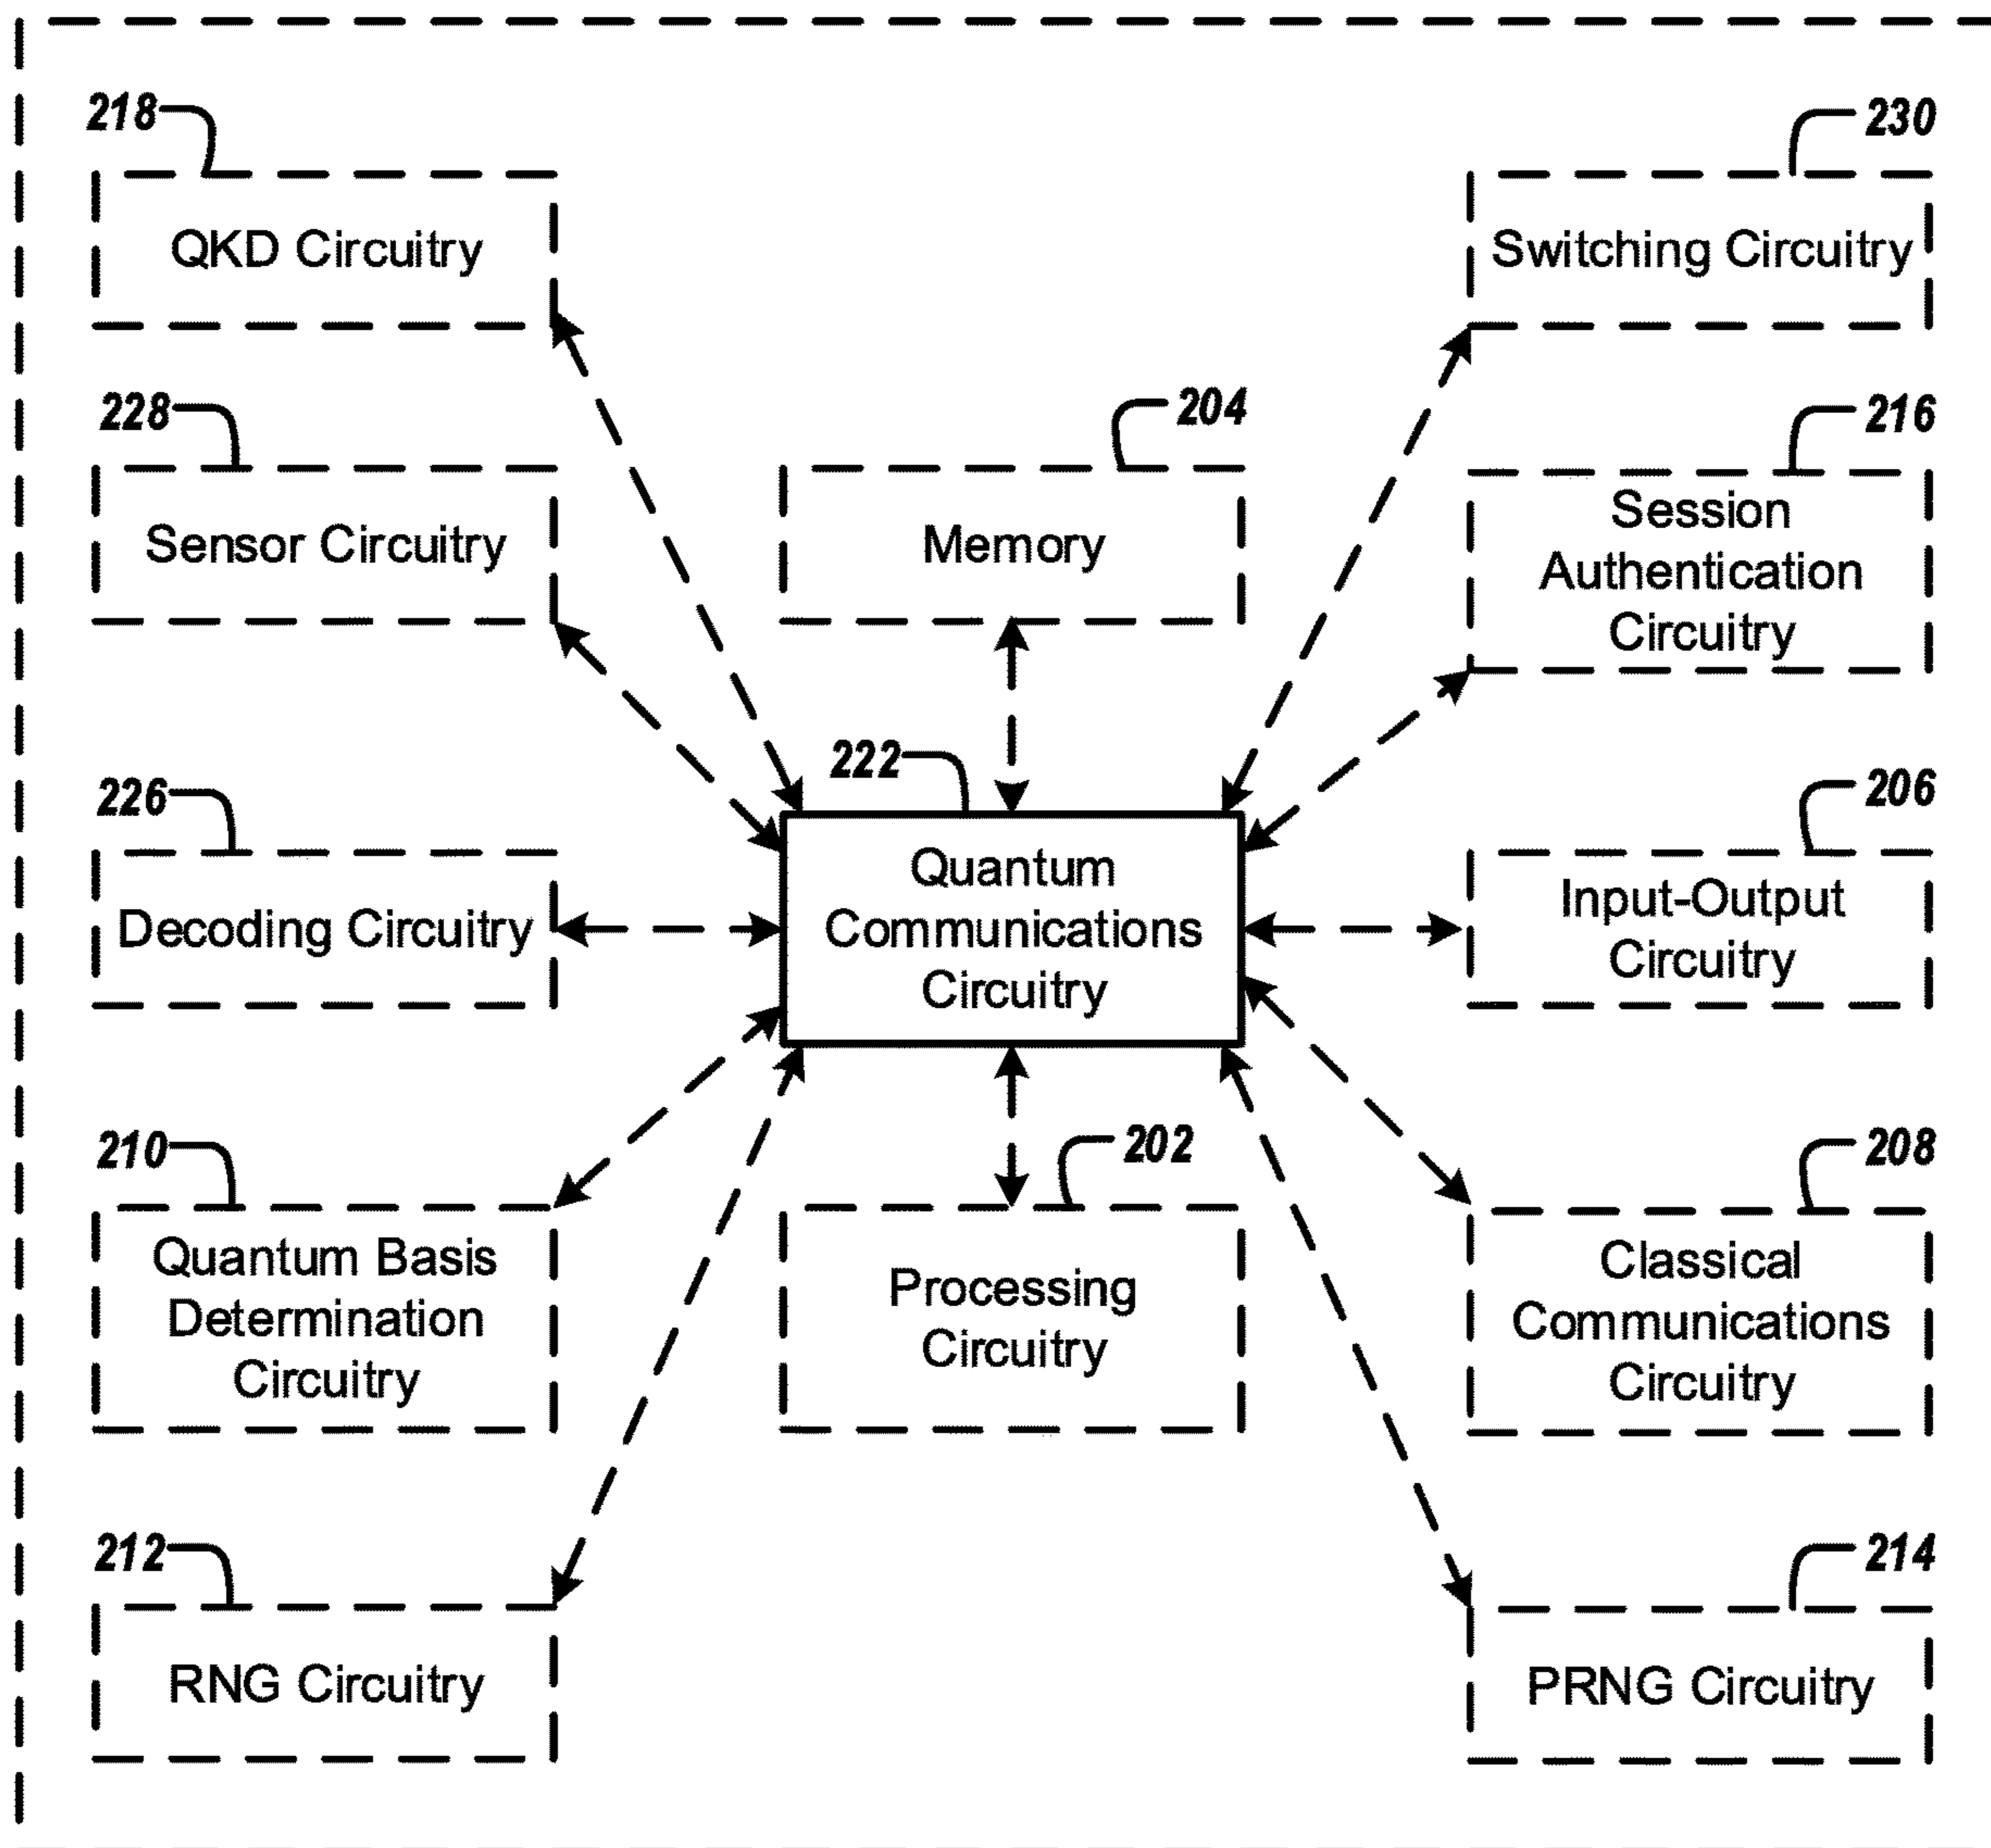 218
QKD Circuitry
230
Switching Circuitry
228
Sensor Circuitry
204
Memory
216
Session
Authentication
Circuitry
226
Decoding Circuitry
222
Quantum
Communications
Circuitry
206
Input-Output
Circuitry
210
Quantum Basis
Determination
Circuitry
202
Processing
Circuitry
208
Classical
Communications
Circuitry
212
RNG Circuitry
214
PRNG Circuitry